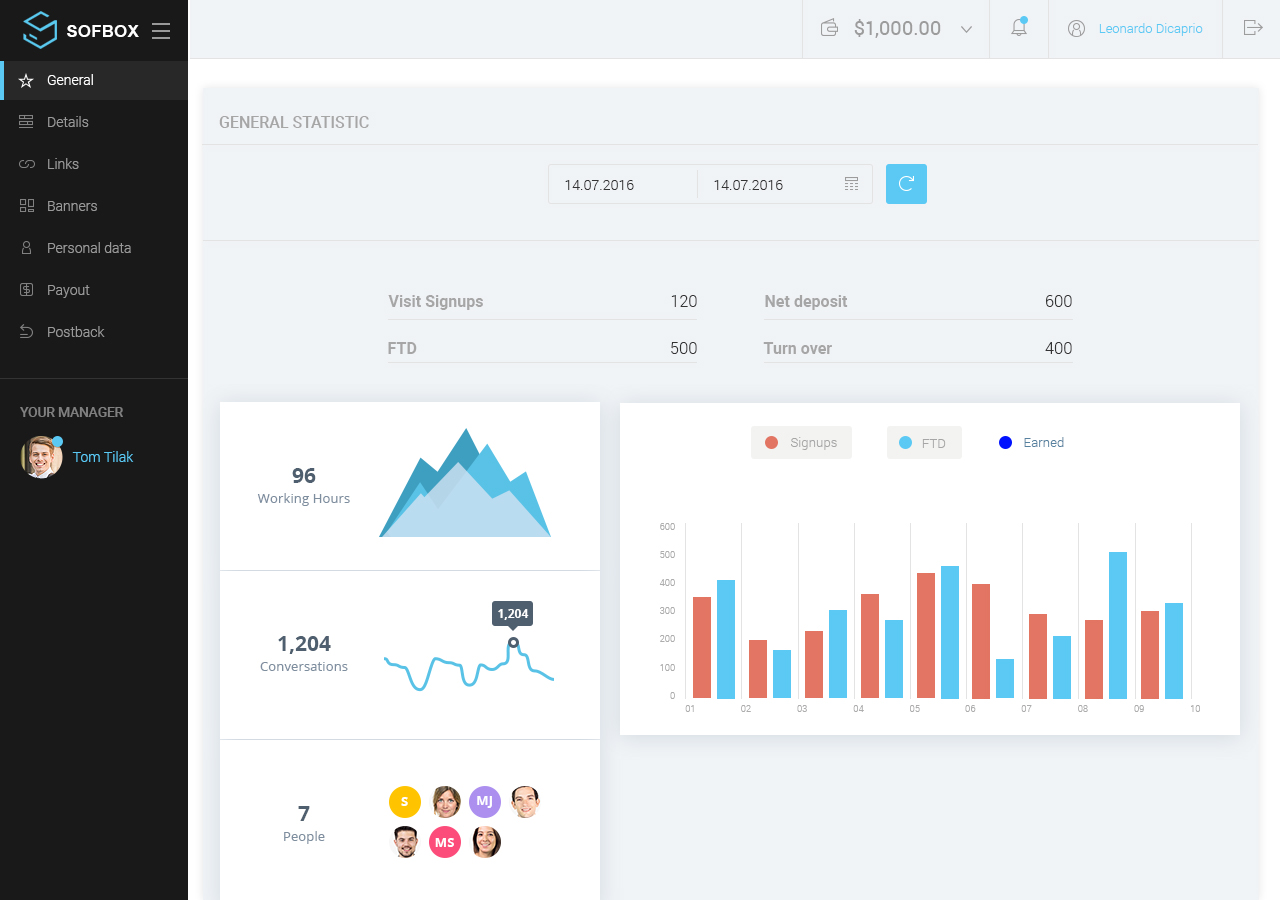 SOFBOX
$1,000.00
Leonardo Dicaprio
General
Details
Links
Banners
Personal data
Payout
Postback
YOUR MANAGER
Tom Tilak
GENERAL STATISTIC
14.07.2016 14.07.2016
Visit Signups 120 Net deposit 600
FTD 500 Turn over 400
96
Working Hours
1,204
1,204
Conversations
7
People
S MJ
MS
Signups FTD Earned
600
500
400
300
200
100
0
01 02 03 04 05 06 07 08 09 10